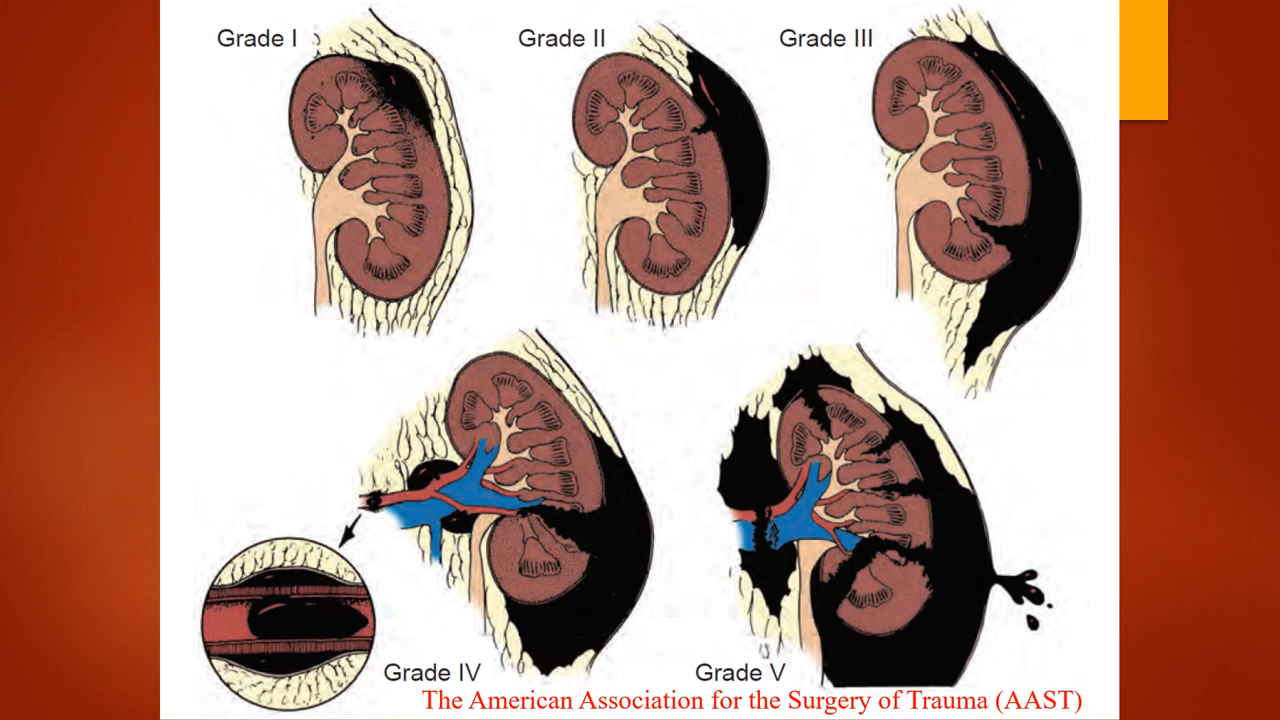 Grade I
Grade II
Grade III
Grade IV
Grade V
The American Association for the Surgery of Trauma (AAST)